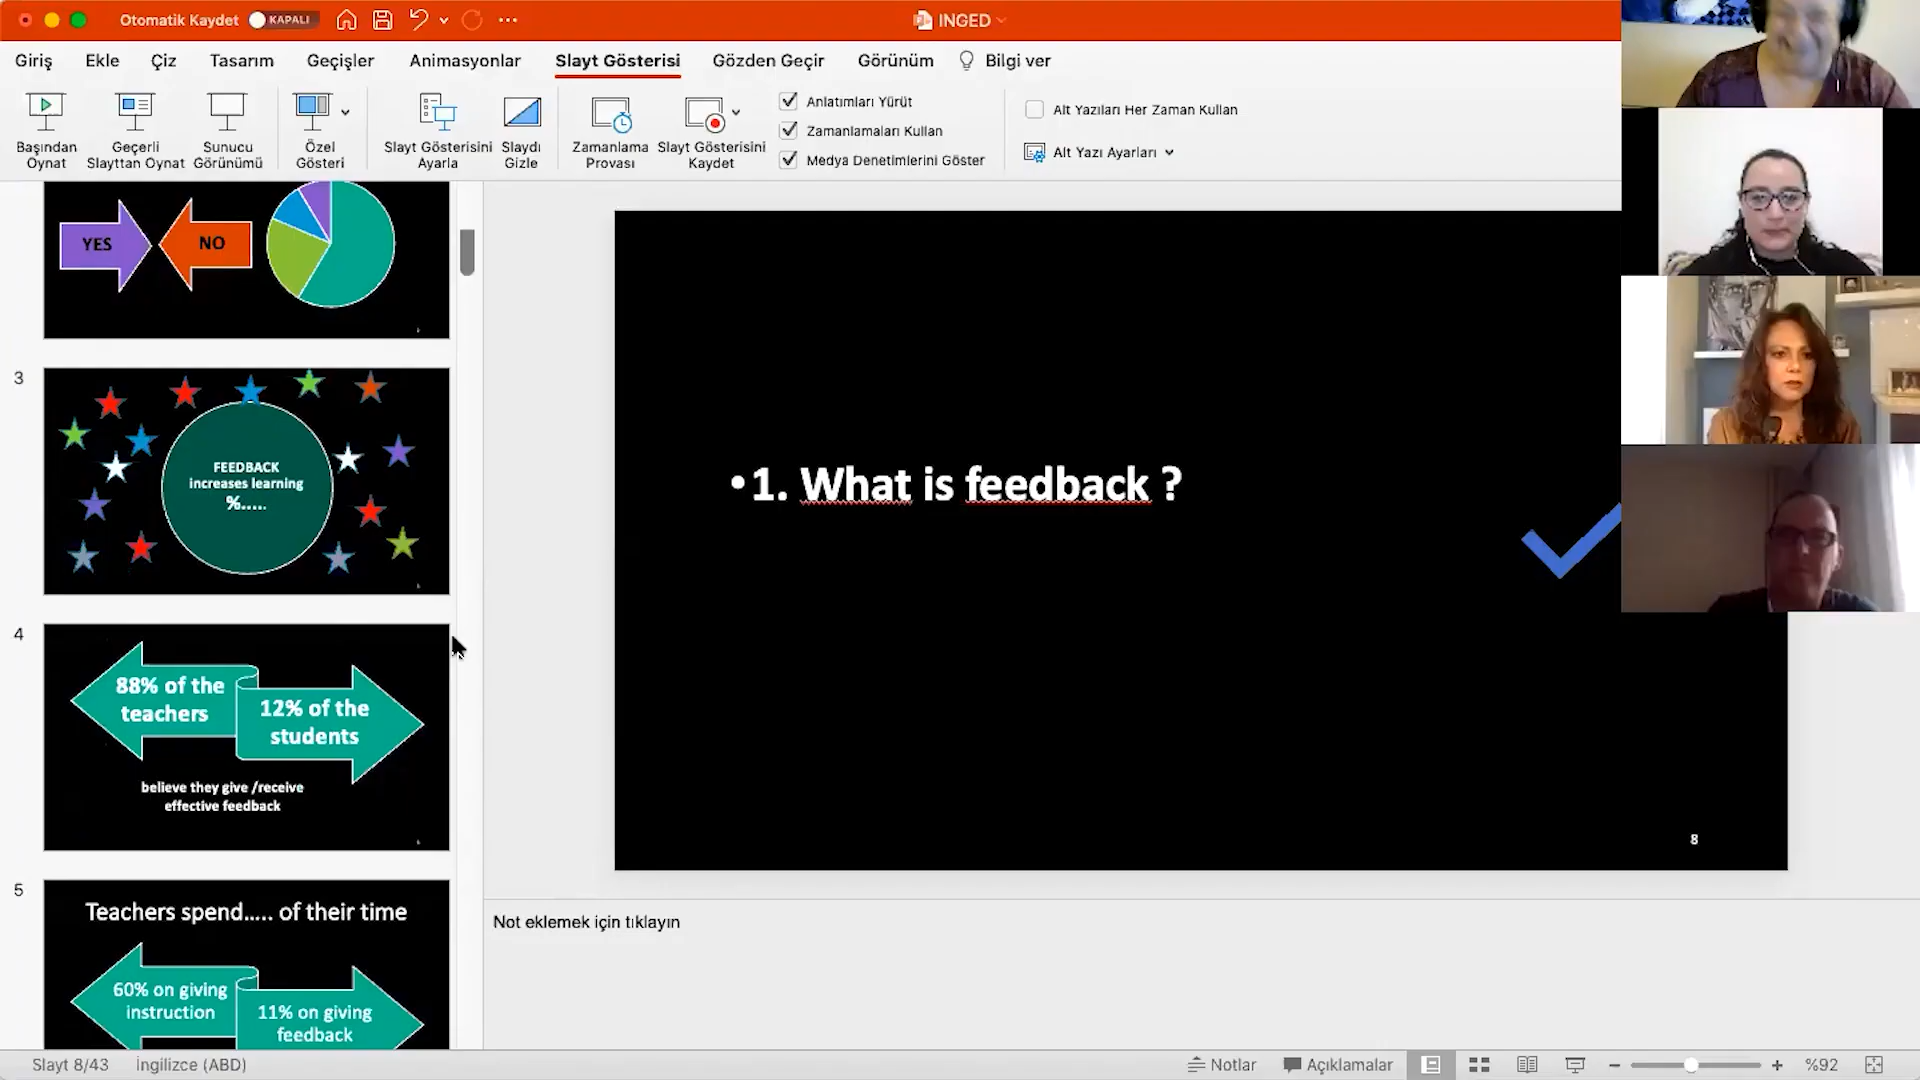 Otomatik Kaydet KAPALI
INGED
Giriş Ekle Çiz Tasarım Geçişler Animasyonlar Slayt Gösterisi Gözden Geçir Görünüm Bilgi ver
Başından Oynat
Geçerli Slayttan Oynat
Sunucu Görünümü
Özel Gösteri
Slayt Gösterisini Ayarla
Slaydı Gizle
Zamanlama Provası
Slayt Gösterisini Kaydet
Anlatımları Yürüt
Zamanlamaları Kullan
Medya Denetimlerini Göster
Alt Yazıları Her Zaman Kullan
Alt Yazı Ayarları
YES NO
3
FEEDBACK
increases learning
%.....
4
88% of the
teachers
12% of the
students
believe they give /receive
effective feedback
5
Teachers spend..... of their time
60% on giving
instruction
11% on giving
feedback
•1. What is feedback ?
8
Not eklemek için tıklayın
Slayt 8/43 İngilizce (ABD) Notlar Açıklamalar %92